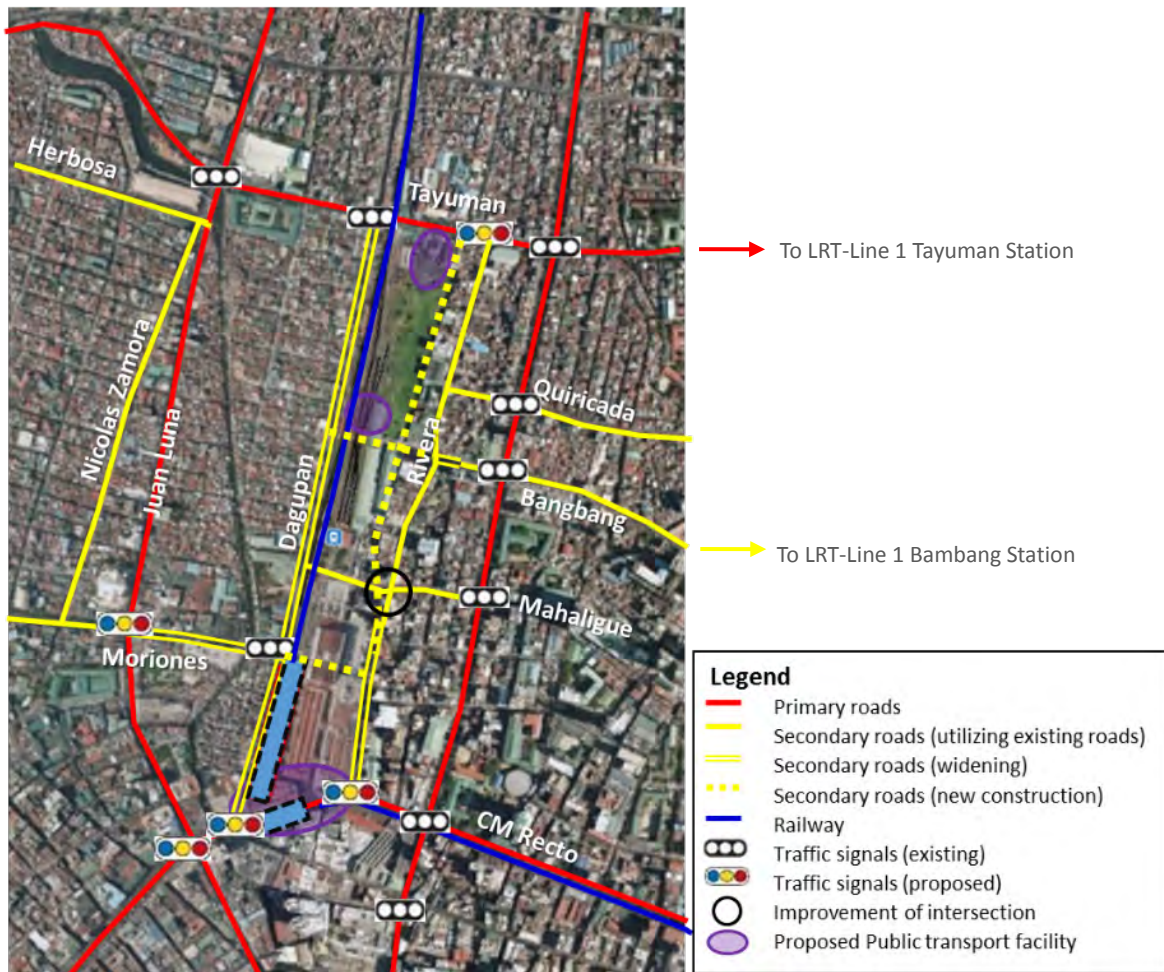 Herbosa
Tayuman
To LRT-Line 1 Tayuman Station
Nicolas Zamora
Juan Luna
Quiricada
Rivera
Dagupan
Bangbang
To LRT-Line 1 Bambang Station
Mahaligue
Moriones
CM Recto
Legend
Primary roads
Secondary roads (utilizing existing roads)
Secondary roads (widening)
Secondary roads (new construction)
Railway
Traffic signals (existing)
Traffic signals (proposed)
Improvement of intersection
Proposed Public transport facility